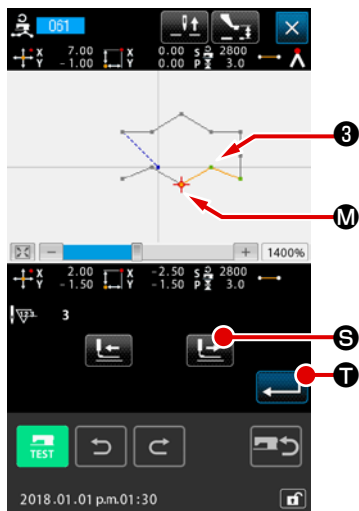 061
X 7.00 X 0.00 S 2800
Y - 1.00 Y 0.00 P 3.0
3
M
1400%
X 2.00 X -2.50 S 2800
Y - 1.50 Y - 1.50 P 3.0
123. 3
S
T
TEST
2018.01.01 p.m.01:30